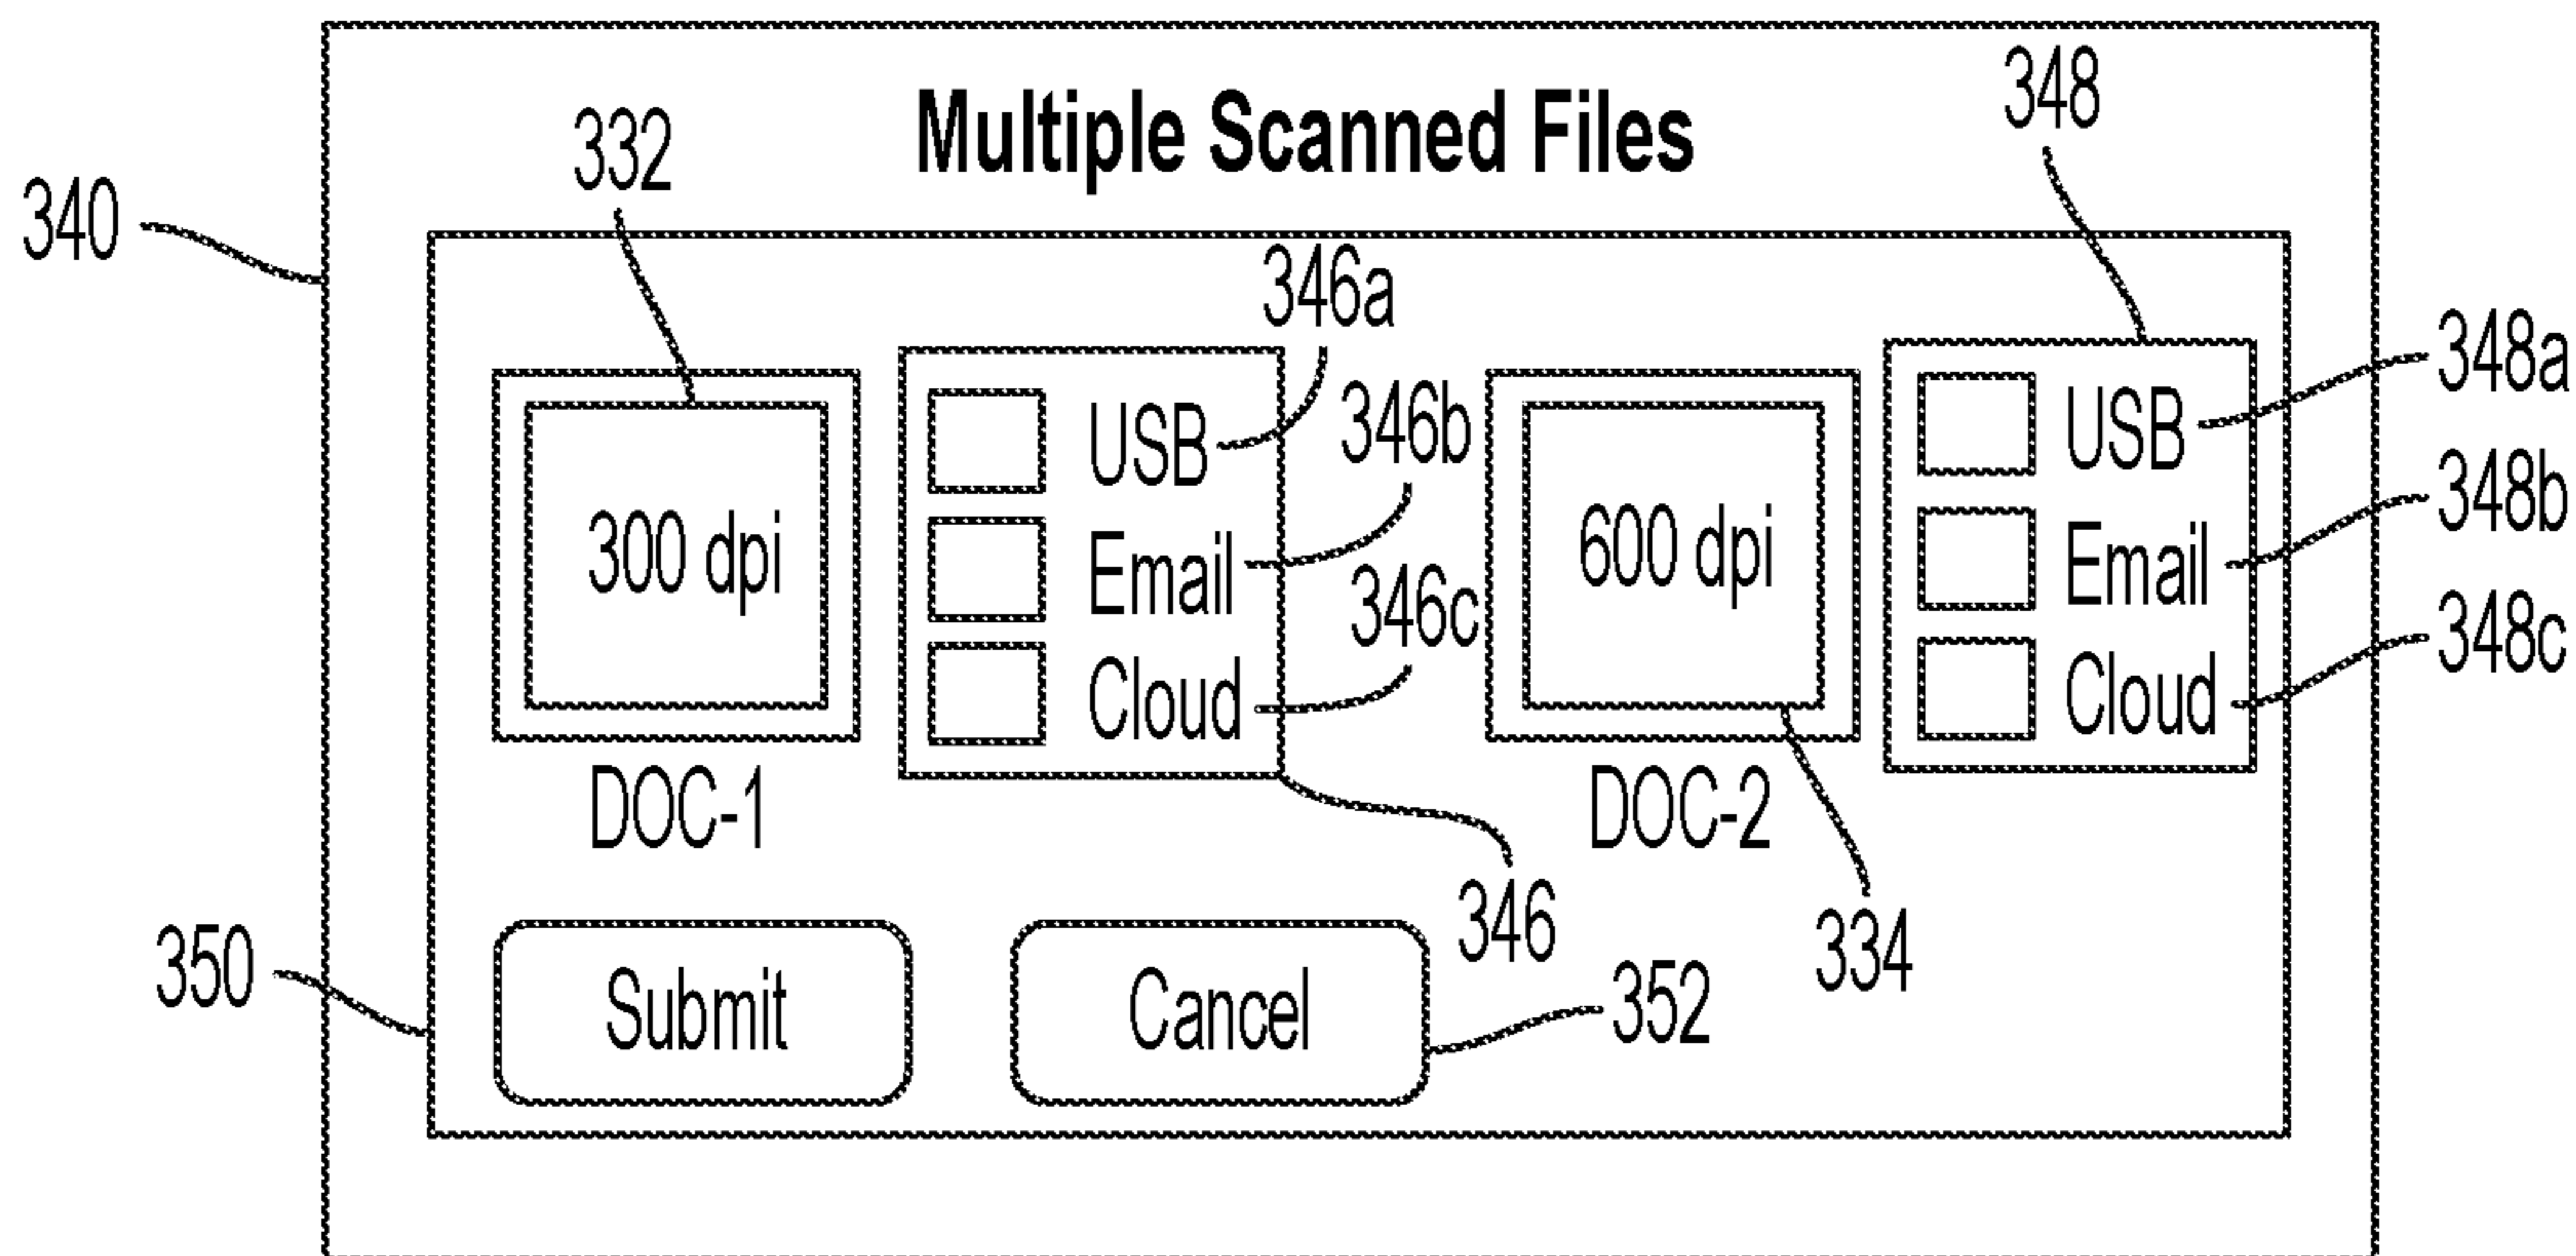 Multiple Scanned Files
348
332
340
346a
348a
USB
346b
USB
300 dpi
Email
600 dpi
348b
Email
346c
348c
Cloud
Cloud
DOC-1
DOC-2
346
334
350
Submit
Cancel
352